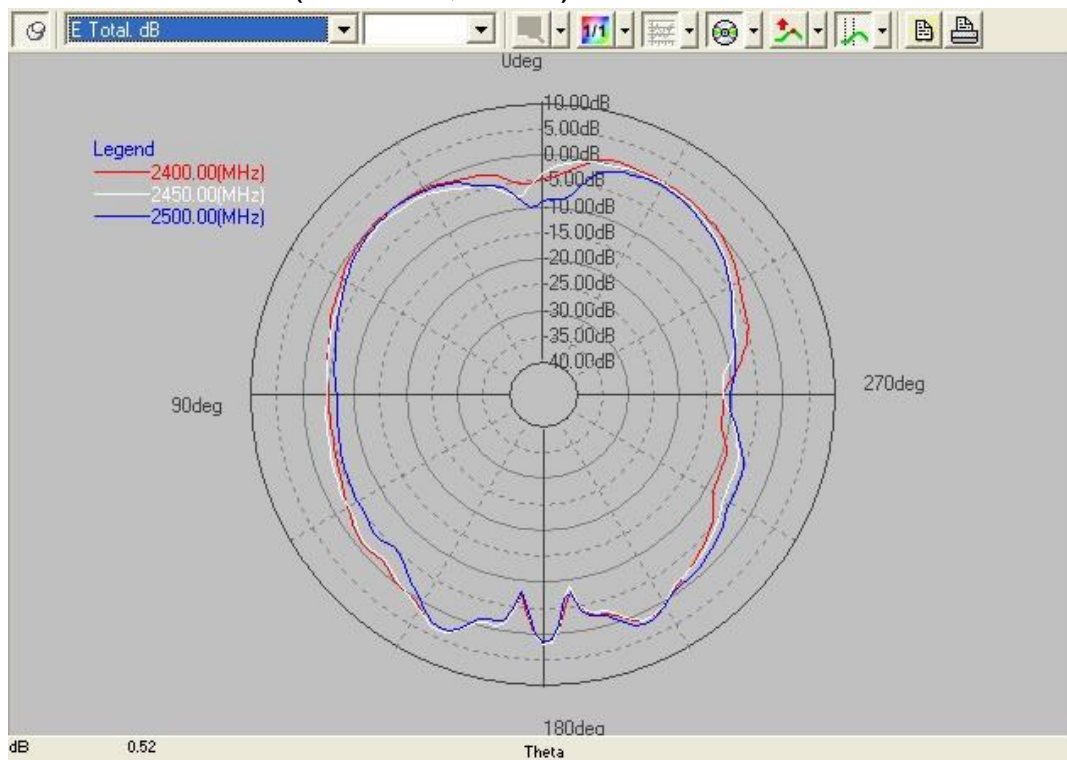 E Total. dB
1/1
0deg
10.00dB
5.00dB
0.00dB
-5.00dB
-10.00dB
-15.00dB
-20.00dB
-25.00dB
-30.00dB
-35.00dB
-40.00dB
Legend
2400.00(MHz)
2450.00(MHz)
2500.00(MHz)
90deg
270deg
180deg
dB
0.52
Theta